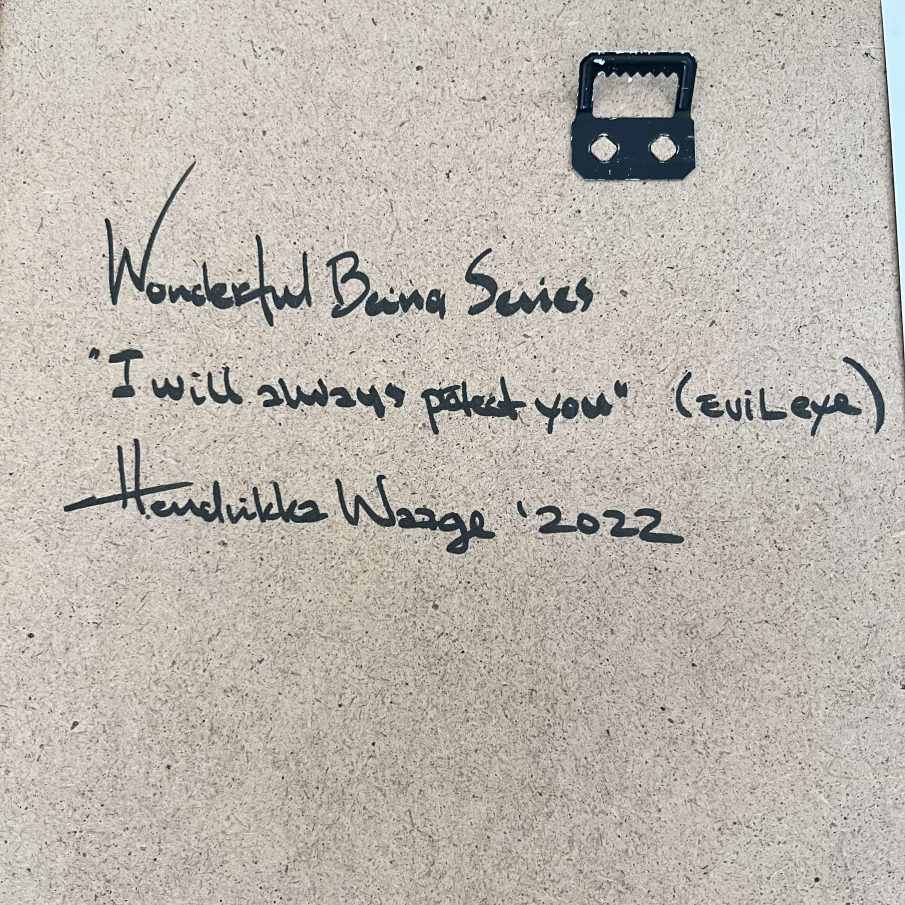 Wonderful Being Series
"I will always protect you" (Evil eye)
Hendrikka Waage '2022